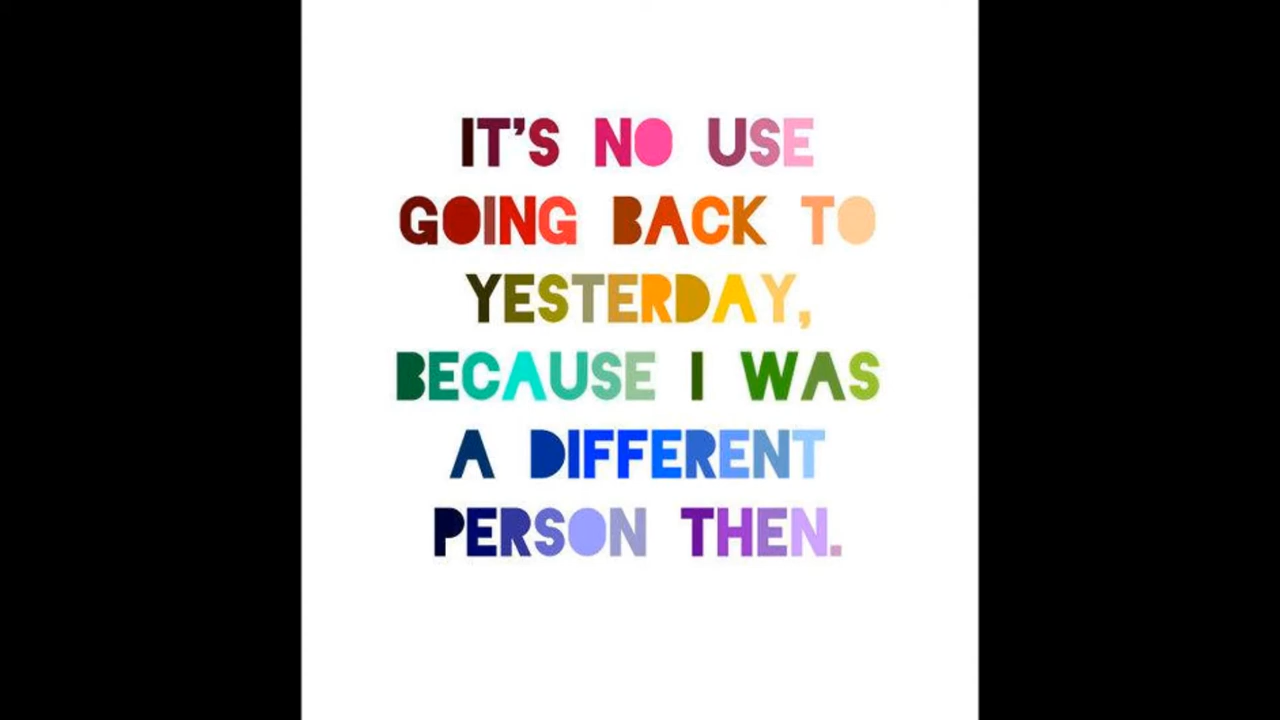 IT'S NO USE
GOING BACK TO
YESTERDAY,
BECAUSE I WAS
A DIFFERENT
PERSON THEN.